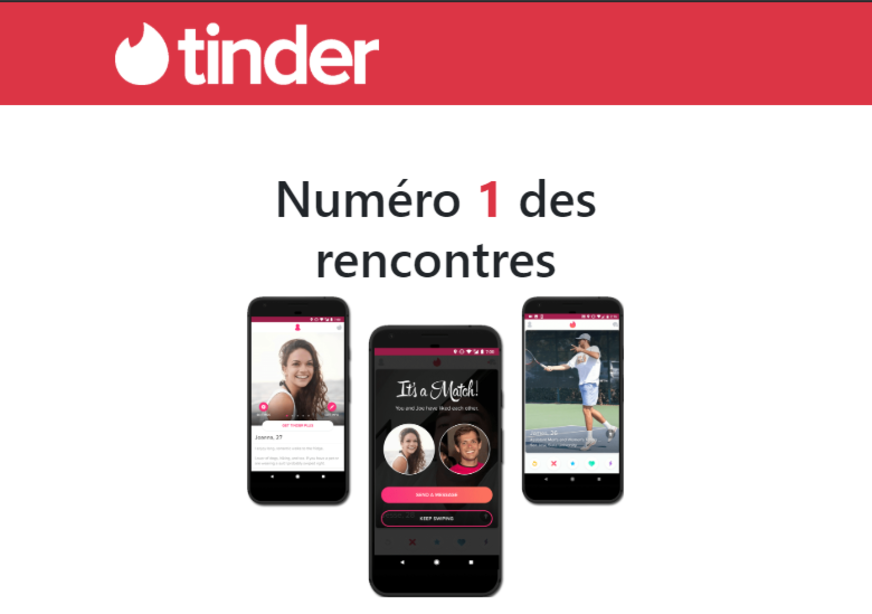 tinder
Numéro 1 des
rencontres
It's a Match!
You and Joe have liked each other.
SEND A MESSAGE
KEEP SWIPING
GET TINDER PLUS
Joanna, 27